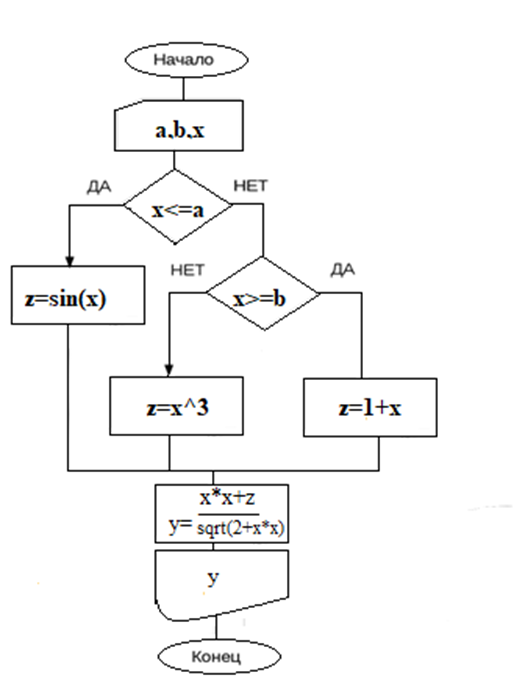 Начало
a,b,x
ДА
НЕТ
x<=a
z=sin(x)
НЕТ
ДА
x>=b
z=x^3
z=1+x
x*x+z
y= sqrt(2+x*x)
y
Конец